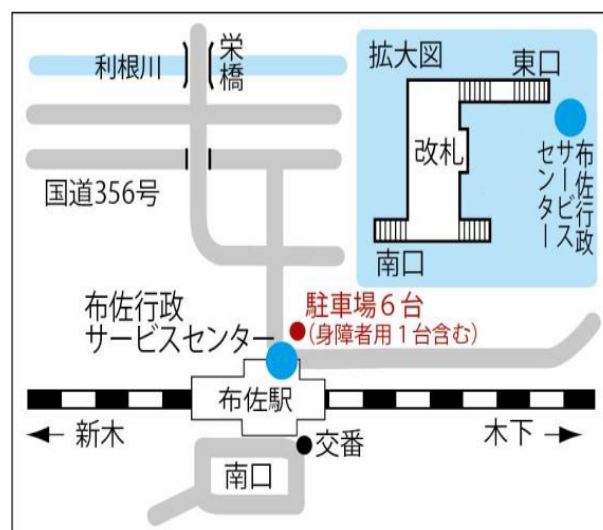 利根川
栄橋
国道356号
拡大図
東口
改札
布佐行政
サービス
センター
南口
布佐行政
サービスセンター
駐車場6台
(身障者用1台含む)
布佐駅
新木
木下
交番
南口